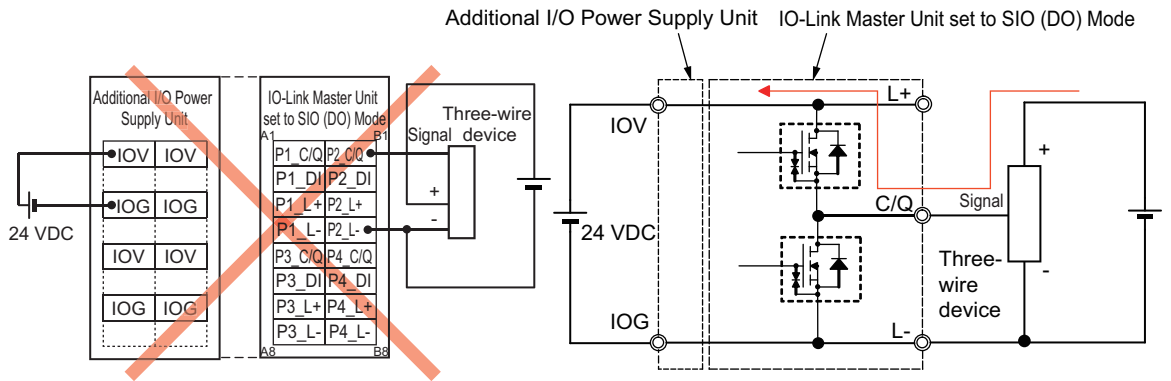 Additional I/O Power Supply Unit IO-Link Master Unit set to SIO (DO) Mode
Additional I/O Power
Supply Unit
IOV IOV
IOG IOG
IOV IOV
IOG IOG
24 VDC
IO-Link Master Unit
set to SIO (DO) Mode
A1 B1
P1_C/Q P2_C/Q
P1_DI P2_DI
P1_L+ P2_L+
P1_L- P2_L-
P3_C/Q P4_C/Q
P3_DI P4_DI
P3_L+ P4_L+
P3_L- P4_L-
A8 B8
Three-wire
Signal device
+
-
IOV
L+
24 VDC
C/Q
Signal
+
-
Three-
wire
device
IOG
L-